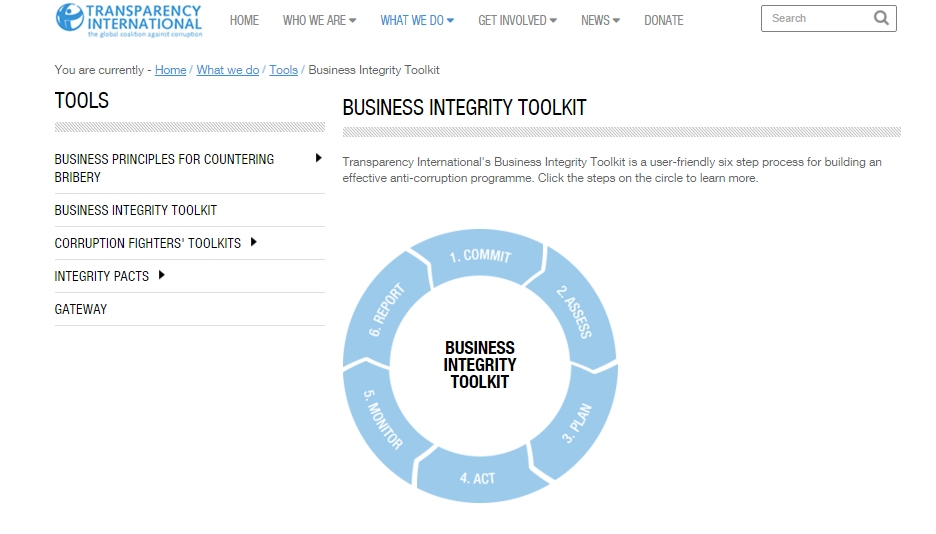 TRANSPARENCY
INTERNATIONAL
the global coalition against corruption
HOME WHO WE ARE WHAT WE DO GET INVOLVED NEWS DONATE
Search
You are currently - Home / What we do / Tools / Business Integrity Toolkit
TOOLS
BUSINESS PRINCIPLES FOR COUNTERING
BRIBERY
BUSINESS INTEGRITY TOOLKIT
CORRUPTION FIGHTERS' TOOLKITS
INTEGRITY PACTS
GATEWAY
BUSINESS INTEGRITY TOOLKIT
Transparency International's Business Integrity Toolkit is a user-friendly six step process for building an
effective anti-corruption programme. Click the steps on the circle to learn more.
1. COMMIT
2. ASSESS
3. PLAN
4. ACT
5. MONITOR
6. REPORT
BUSINESS
INTEGRITY
TOOLKIT